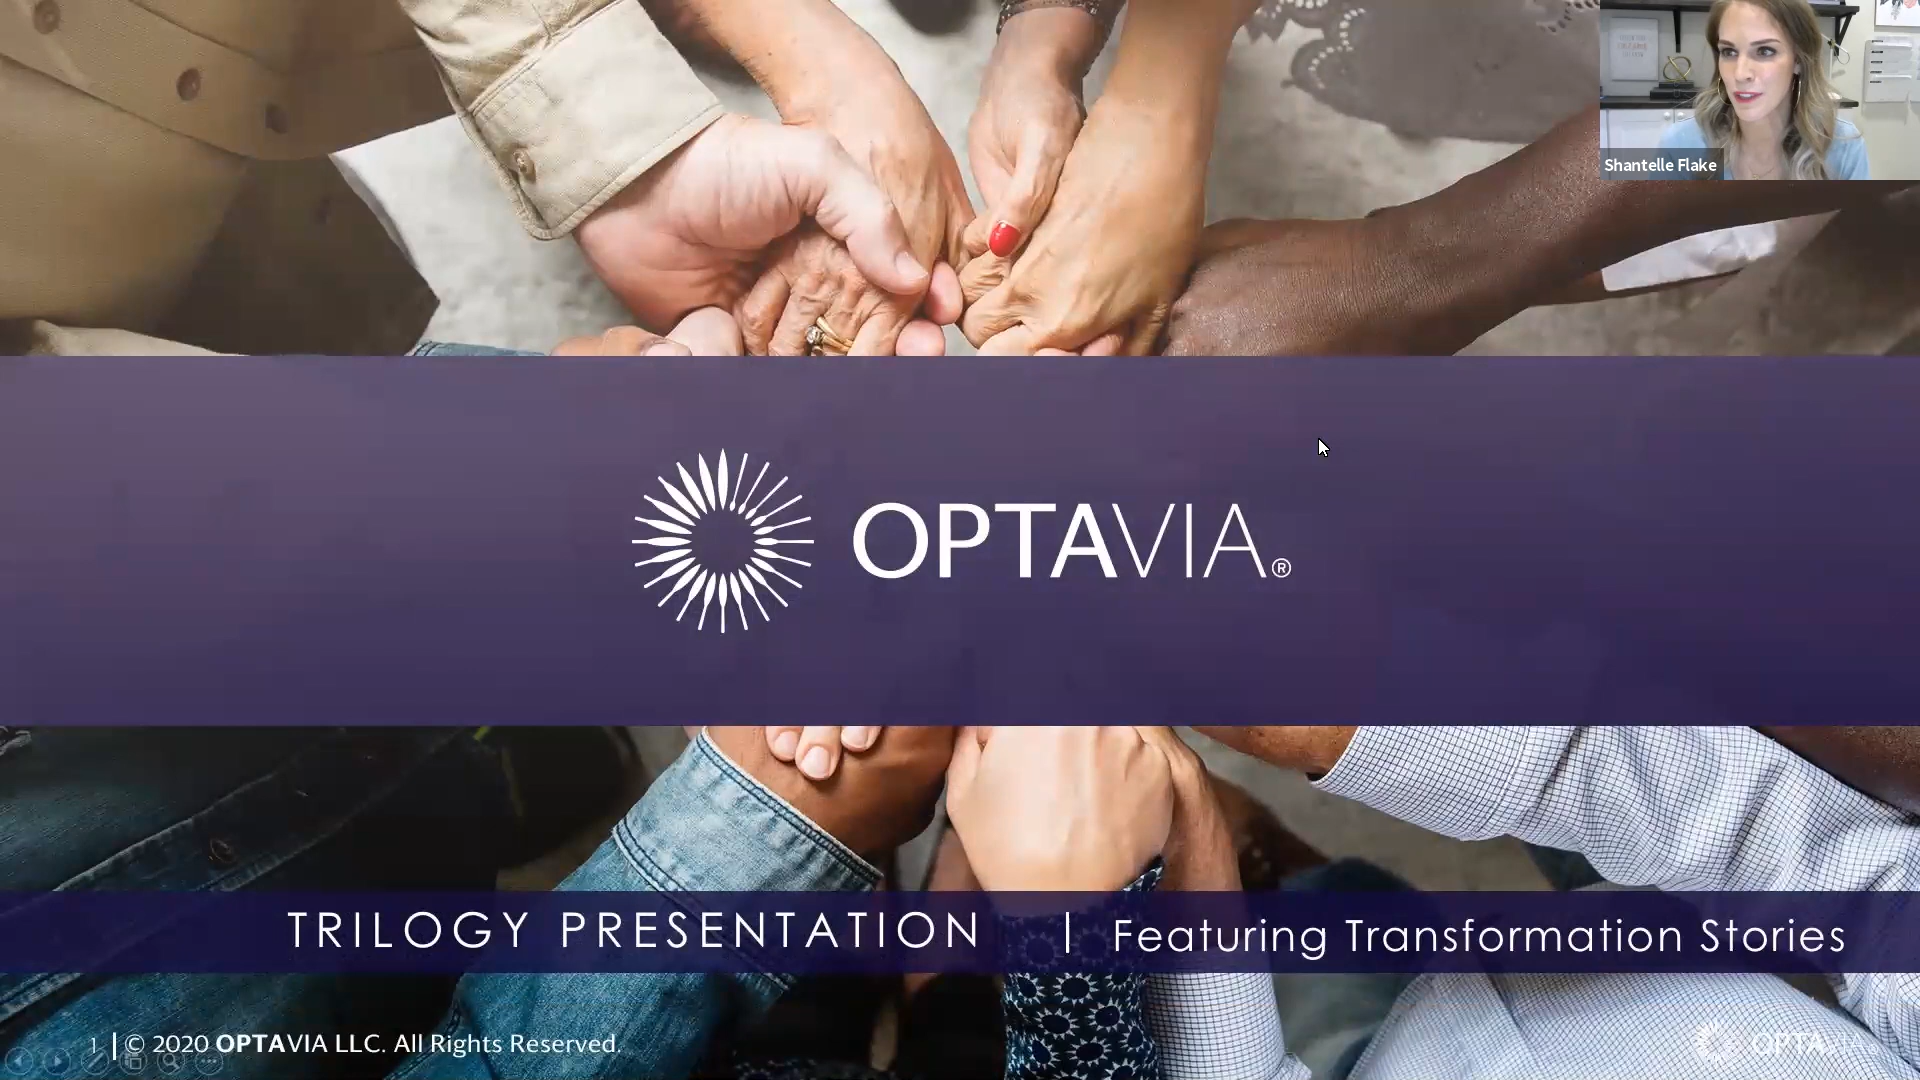 Shantelle Flake
OPTAVIA®
TRILOGY PRESENTATION | Featuring Transformation Stories
1 | © 2020 OPTAVIA LLC. All Rights Reserved.
OPTAVIA